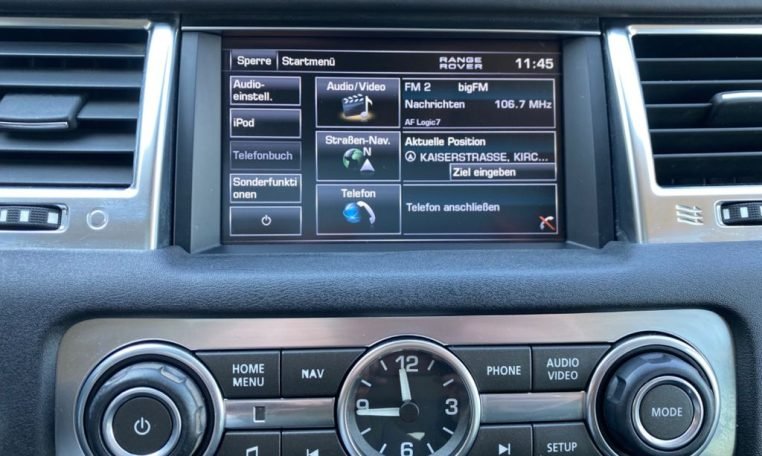 Sperre Startmenü RANGE ROVER 11:45
Audio-
einstell.
iPod
Telefonbuch
Sonderfunkti
onen
Audio/Video
FM 2 bigFM
Nachrichten 106.7 MHz
AF Logic7
Straßen-Nav.
N
Aktuelle Position
KAISERSTRASSE, KIRC...
Ziel eingeben
Telefon
Telefon anschließen
HOME
MENU
NAV
PHONE
AUDIO
VIDEO
MODE
SETUP
12
3
6
9